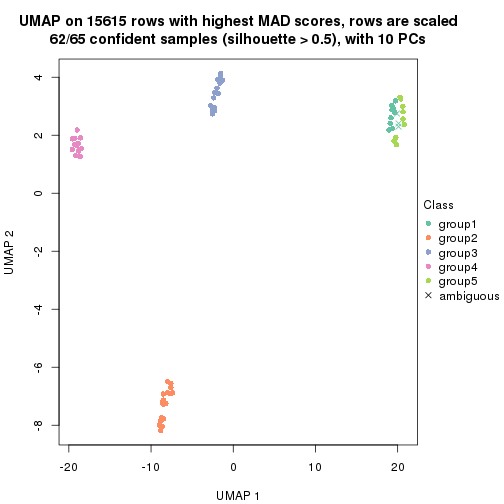 UMAP on 15615 rows with highest MAD scores, rows are scaled
62/65 confident samples (silhouette > 0.5), with 10 PCs
4
2
0
-2
-4
-6
-8
UMAP 2
-20
-10
0
10
20
UMAP 1
Class
group1
group2
group3
group4
group5
ambiguous